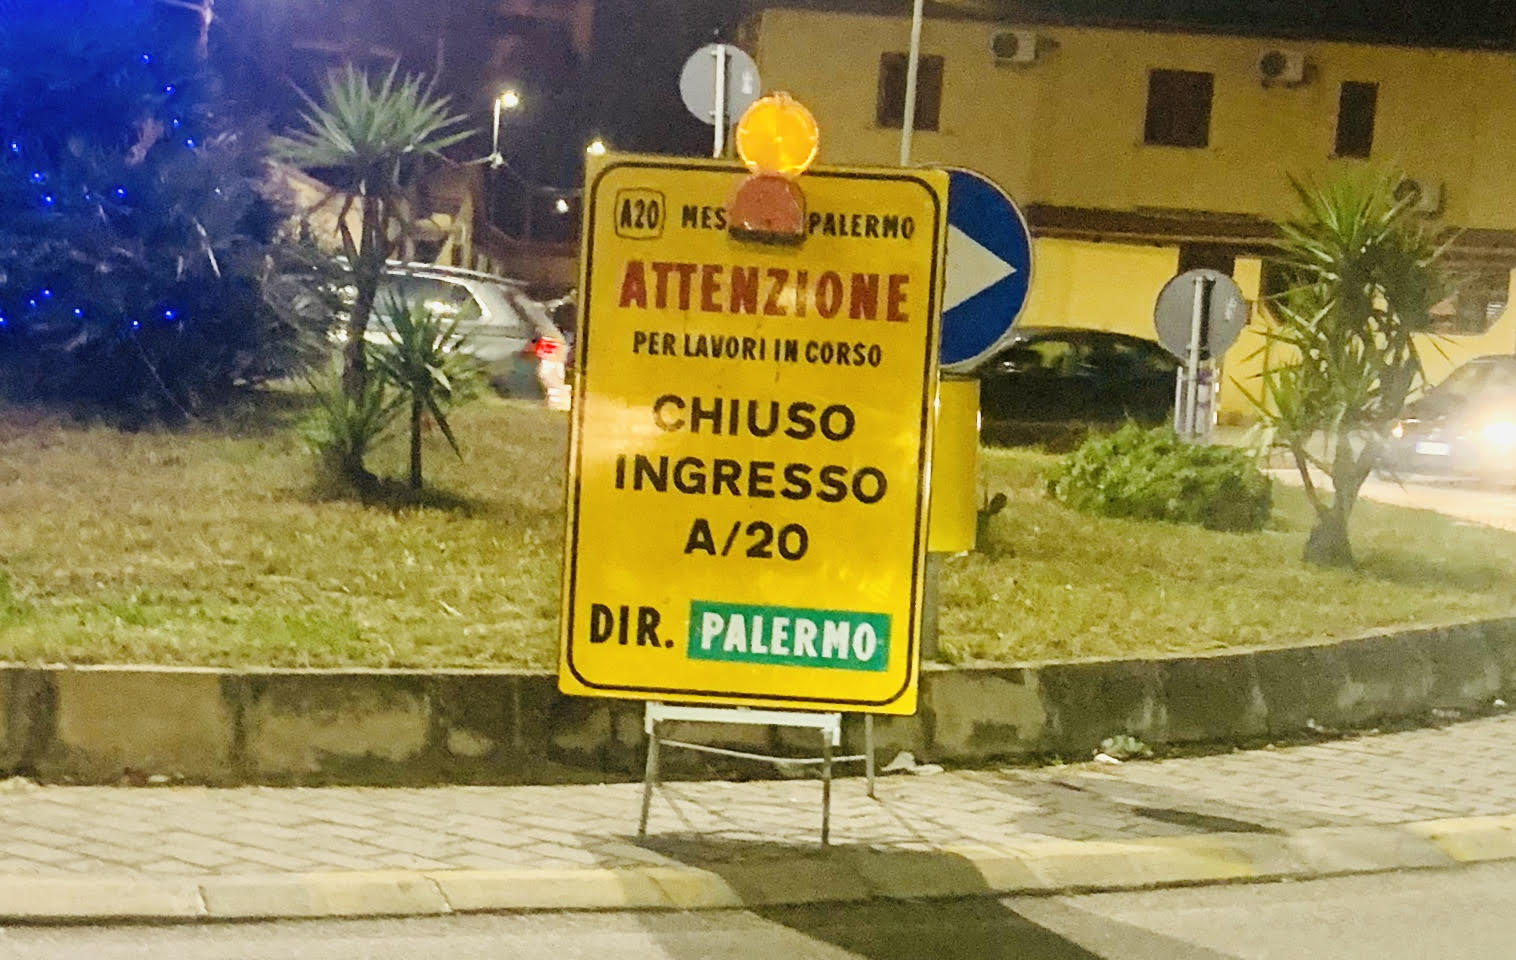 A20 MES PALERMO
ATTENZIONE
PER LAVORI IN CORSO
CHIUSO
INGRESSO
A/20
DIR. PALERMO